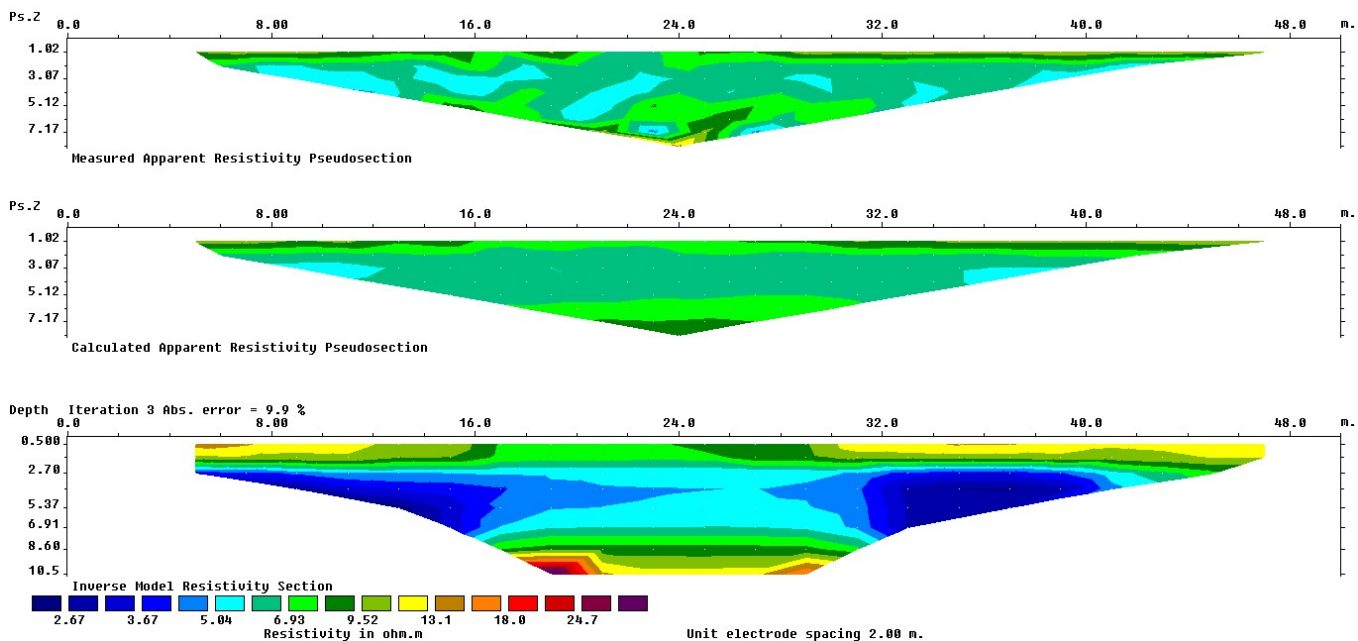 Ps.Z 0.0 8.00 16.0 24.0 32.0 40.0 48.0 m.
1.02
3.07
5.12
7.17
Measured Apparent Resistivity Pseudosection
Ps.Z 0.0 8.00 16.0 24.0 32.0 40.0 48.0 m.
1.02
3.07
5.12
7.17
Calculated Apparent Resistivity Pseudosection
Depth Iteration 3 Abs. error = 9.9 %
0.0 8.00 16.0 24.0 32.0 40.0 48.0 m.
0.500
2.70
5.37
6.91
8.60
10.5
Inverse Model Resistivity Section
2.67 3.67 5.04 6.93 9.52 13.1 18.0 24.7
Resistivity in ohm.m Unit electrode spacing 2.00 m.